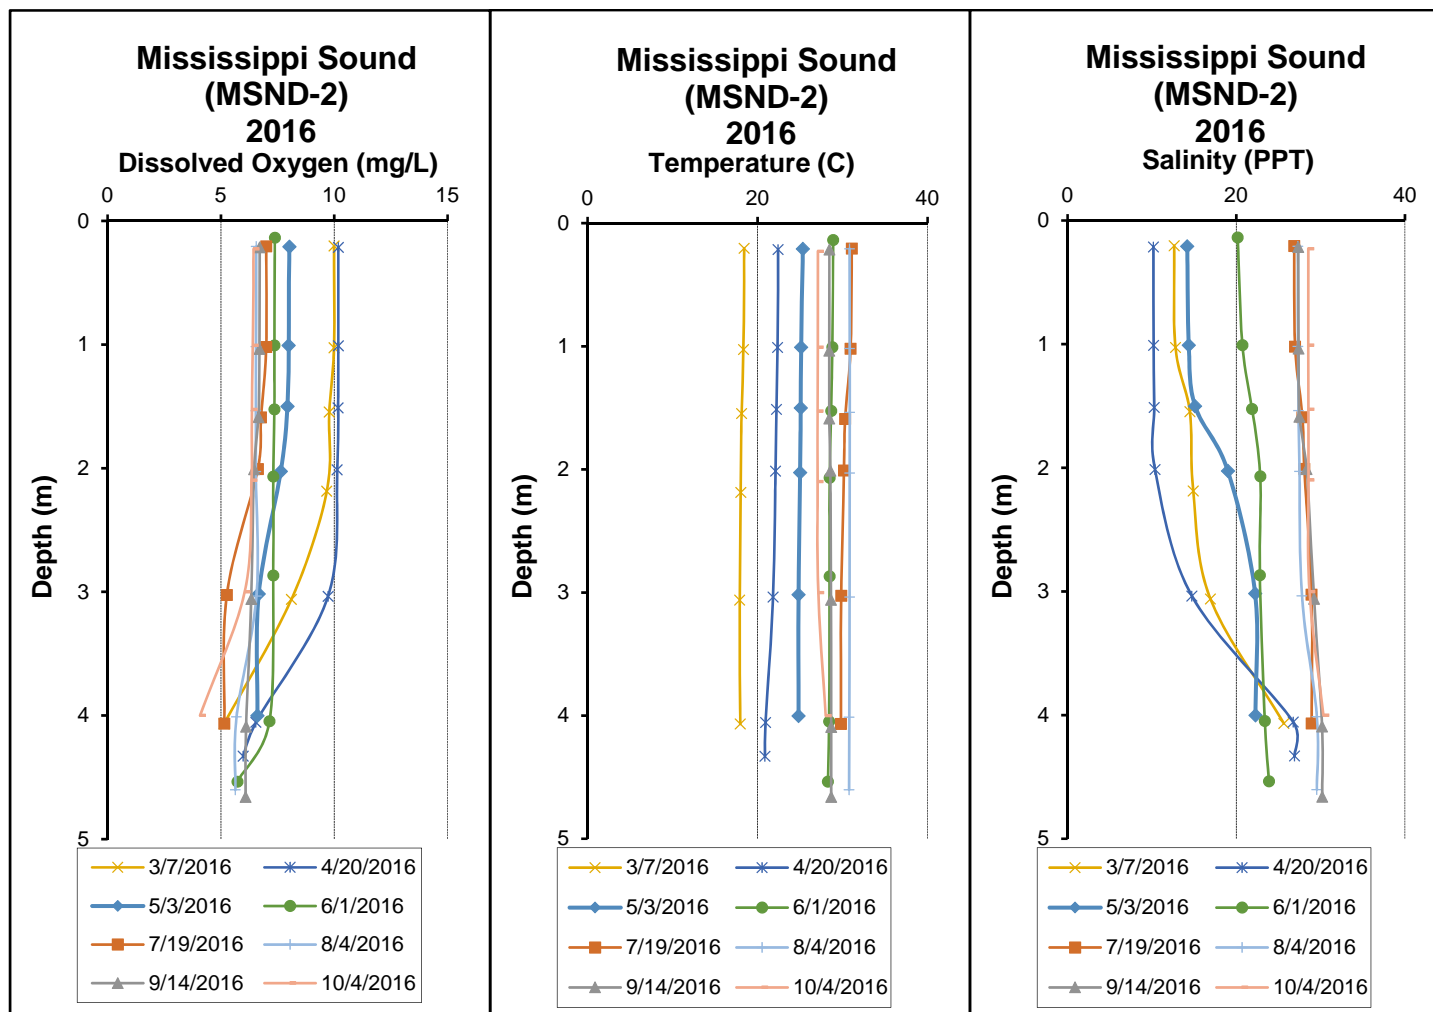 Mississippi Sound
(MSND-2)
2016
Dissolved Oxygen (mg/L)
0 5 10 15
0
1
2
3
4
5
Depth (m)
3/7/2016 4/20/2016
5/3/2016 6/1/2016
7/19/2016 8/4/2016
9/14/2016 10/4/2016
Mississippi Sound
(MSND-2)
2016
Temperature (C)
0 20 40
0
1
2
3
4
5
Depth (m)
3/7/2016 4/20/2016
5/3/2016 6/1/2016
7/19/2016 8/4/2016
9/14/2016 10/4/2016
Mississippi Sound
(MSND-2)
2016
Salinity (PPT)
0 20 40
0
1
2
3
4
5
Depth (m)
3/7/2016 4/20/2016
5/3/2016 6/1/2016
7/19/2016 8/4/2016
9/14/2016 10/4/2016